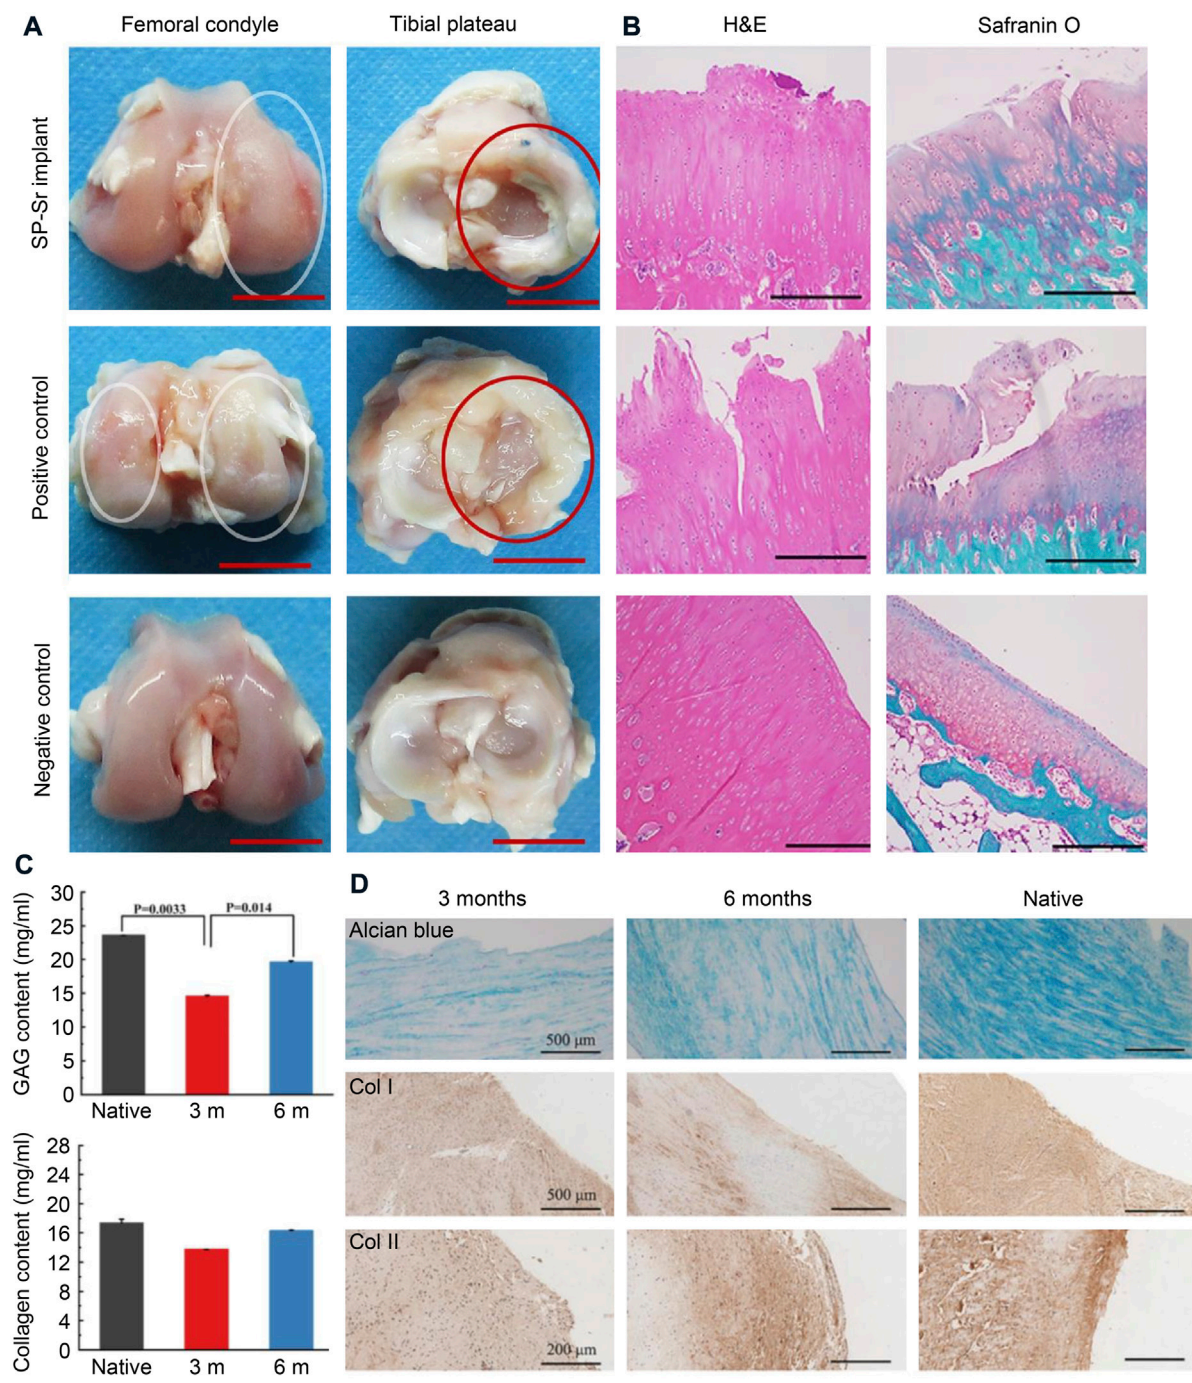 A
Femoral condyle
Tibial plateau
B
H&E
Safranin O
SP-Sr implant
Positive control
Negative control
C
GAG content (mg/ml)
30
25
20
15
10
5
0
P=0.0033
P=0.014
Native
3 m
6 m
Collagen content (mg/ml)
28
24
20
16
12
8
4
0
Native
3 m
6 m
D
3 months
6 months
Native
Alcian blue
500 μm
Col I
500 μm
Col II
200 μm